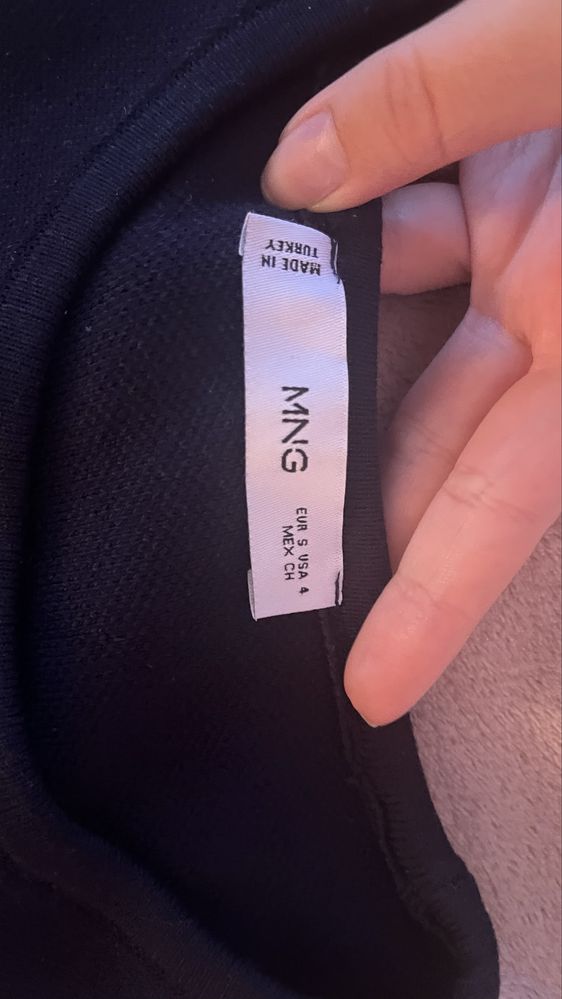 MADE IN
TURKEY
MNG
EUR S USA 4
MEX CH